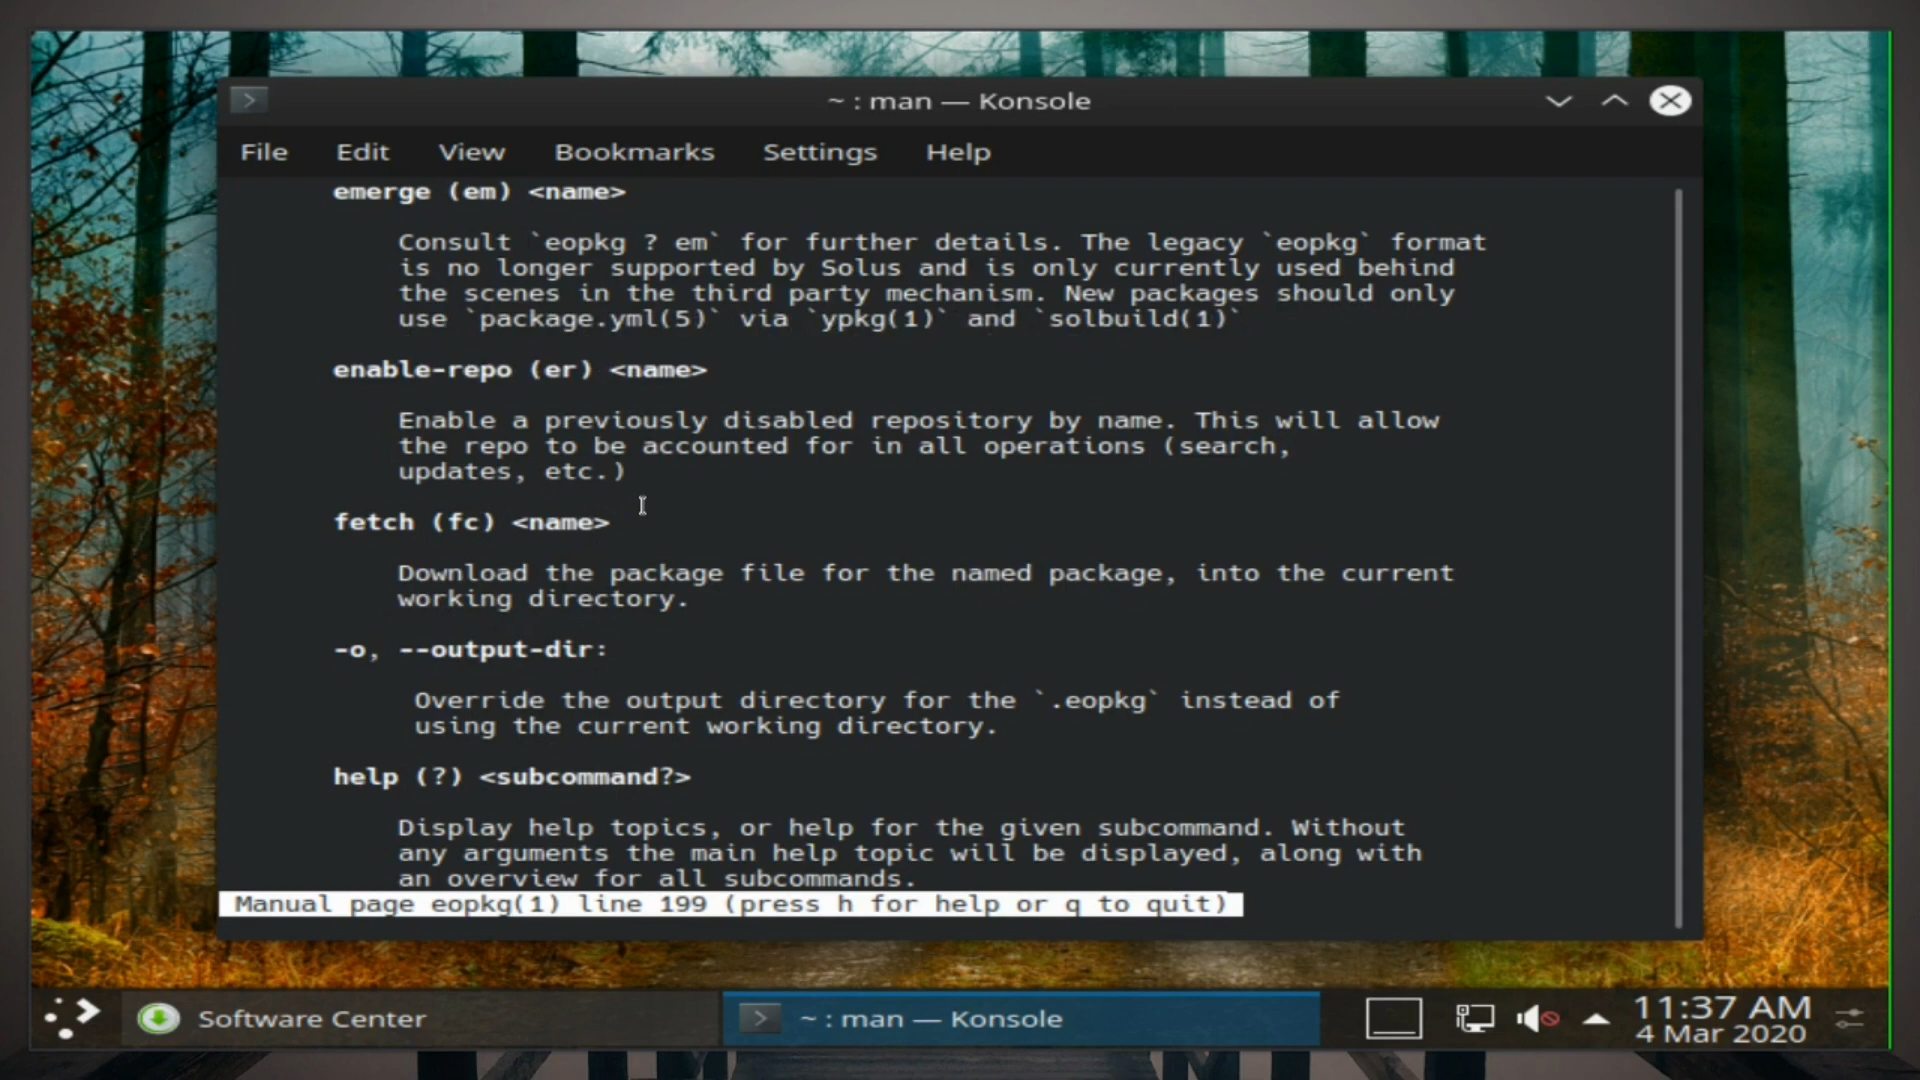 ~ : man — Konsole
File Edit View Bookmarks Settings Help
emerge (em) <name>
Consult `eopkg ? em` for further details. The legacy `eopkg` format
is no longer supported by Solus and is only currently used behind
the scenes in the third party mechanism. New packages should only
use `package.yml(5)` via `ypkg(1)` and `solbuild(1)`
enable-repo (er) <name>
Enable a previously disabled repository by name. This will allow
the repo to be accounted for in all operations (search,
updates, etc.)
fetch (fc) <name>
Download the package file for the named package, into the current
working directory.
-o, --output-dir:
Override the output directory for the `.eopkg` instead of
using the current working directory.
help (?) <subcommand?>
Display help topics, or help for the given subcommand. Without
any arguments the main help topic will be displayed, along with
an overview for all subcommands.
Manual page eopkg(1) line 199 (press h for help or q to quit)
Software Center
~ : man — Konsole
11:37 AM
4 Mar 2020